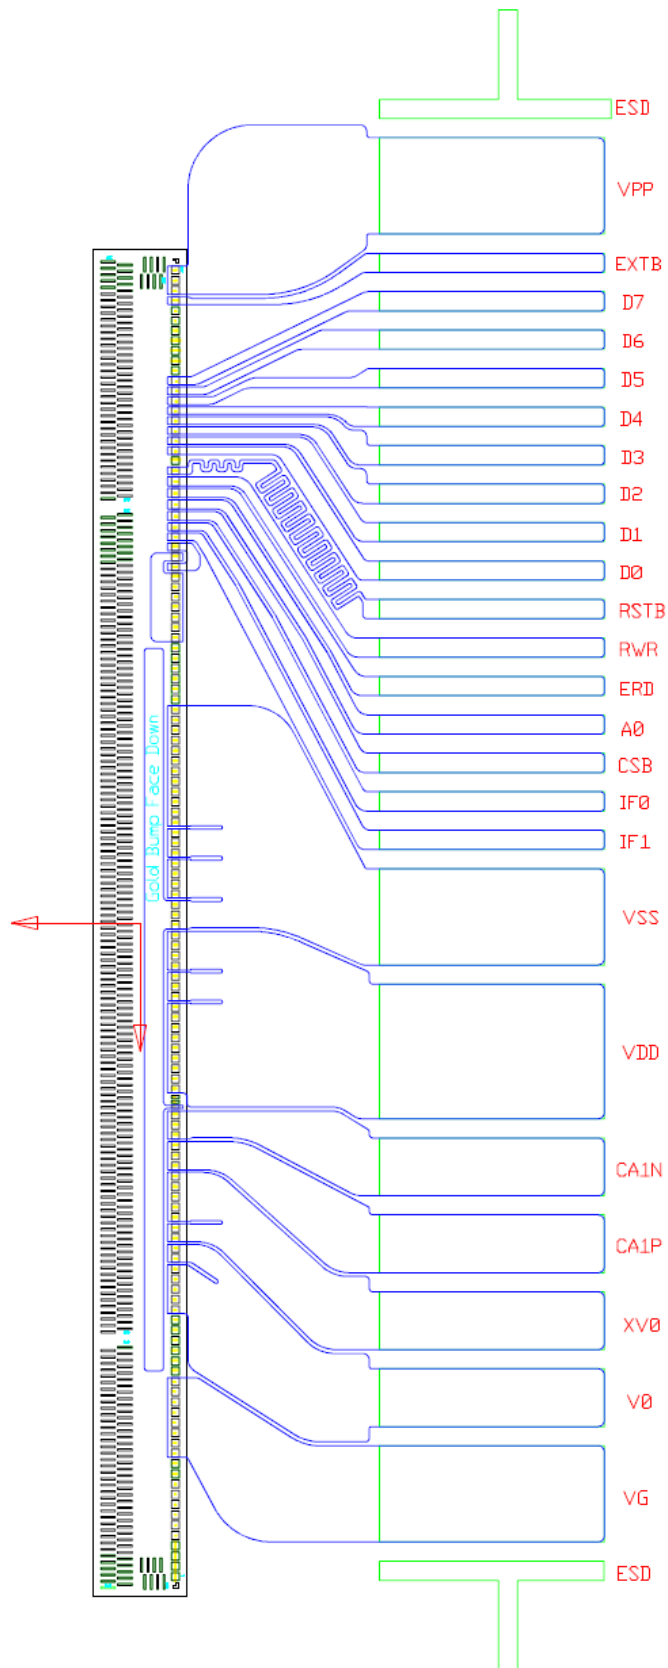 ESD
VPP
EXTB
D7
D6
D5
D4
D3
D2
D1
D0
RSTB
RWR
ERD
A0
CSB
IF0
IF1
Gold Bump Face Down
VSS
VDD
CA1N
CA1P
XV0
V0
VG
ESD